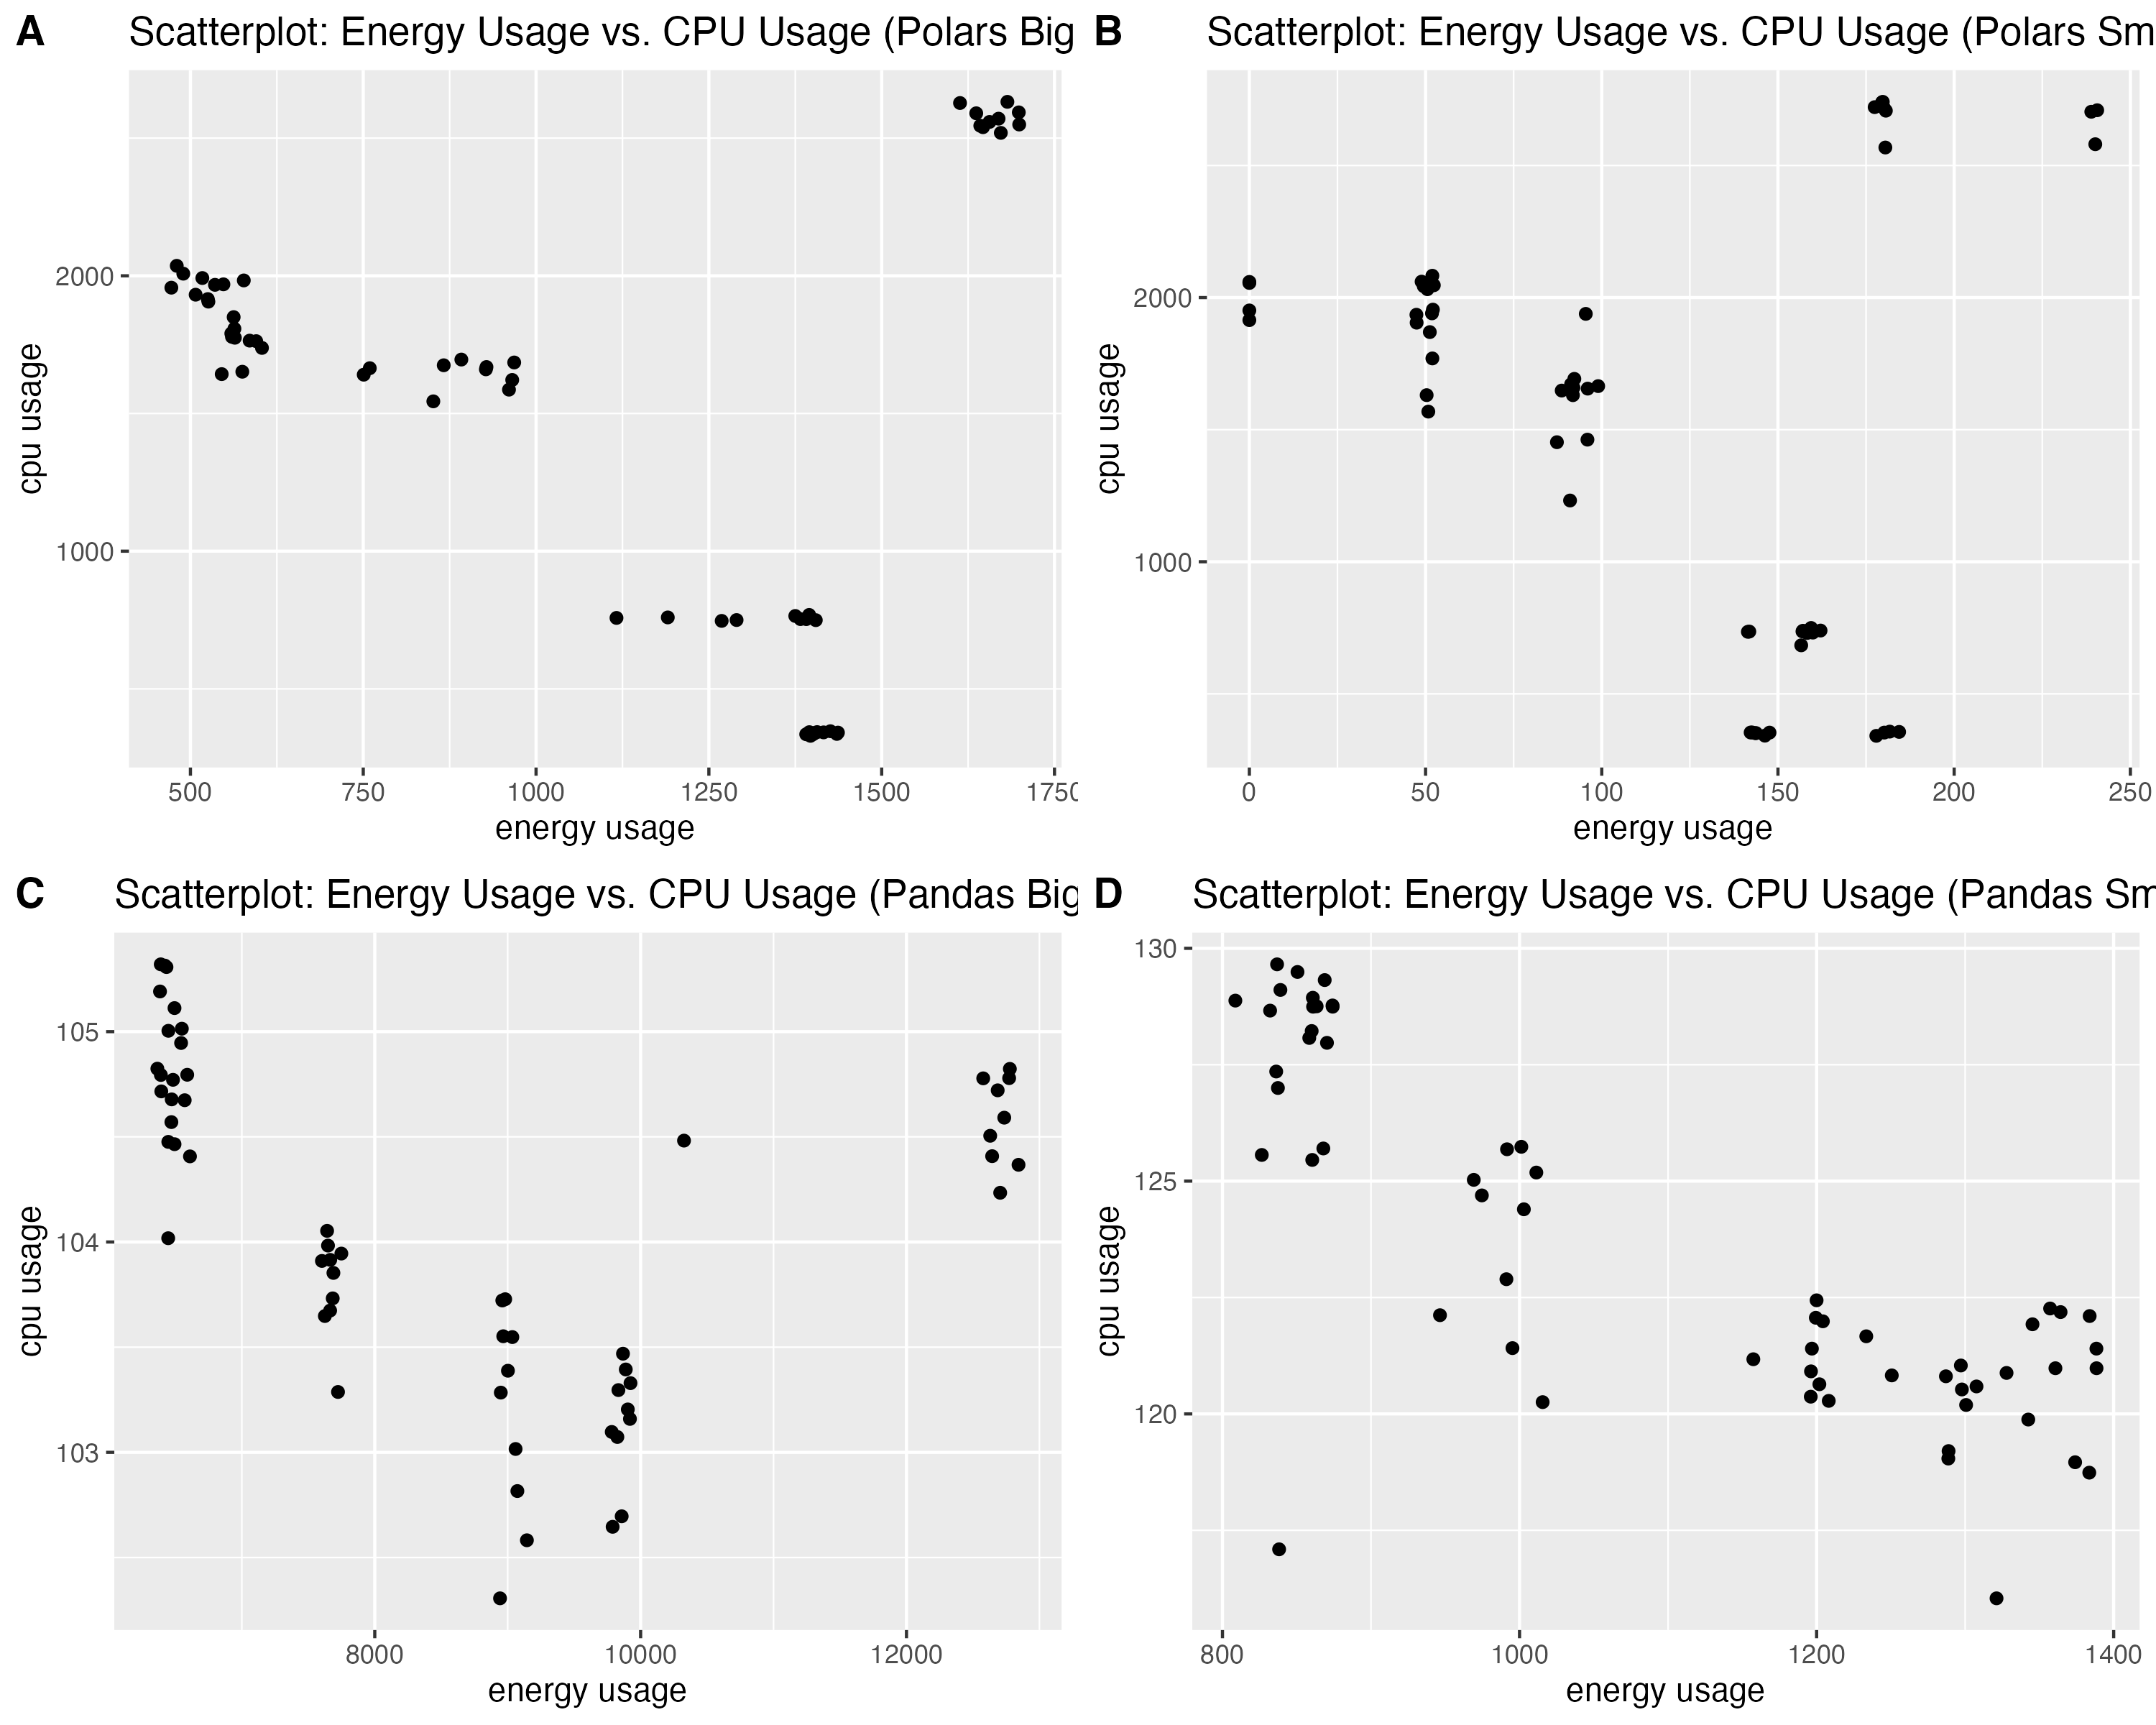 A
Scatterplot: Energy Usage vs. CPU Usage (Polars Big
cpu usage
2000
1000
500 750 1000 1250 1500 1750
energy usage
B
Scatterplot: Energy Usage vs. CPU Usage (Polars Sm
cpu usage
2000
1000
0 50 100 150 200 250
energy usage
C
Scatterplot: Energy Usage vs. CPU Usage (Pandas Big
cpu usage
105
104
103
8000 10000 12000
energy usage
D
Scatterplot: Energy Usage vs. CPU Usage (Pandas Sm
cpu usage
130
125
120
800 1000 1200 1400
energy usage